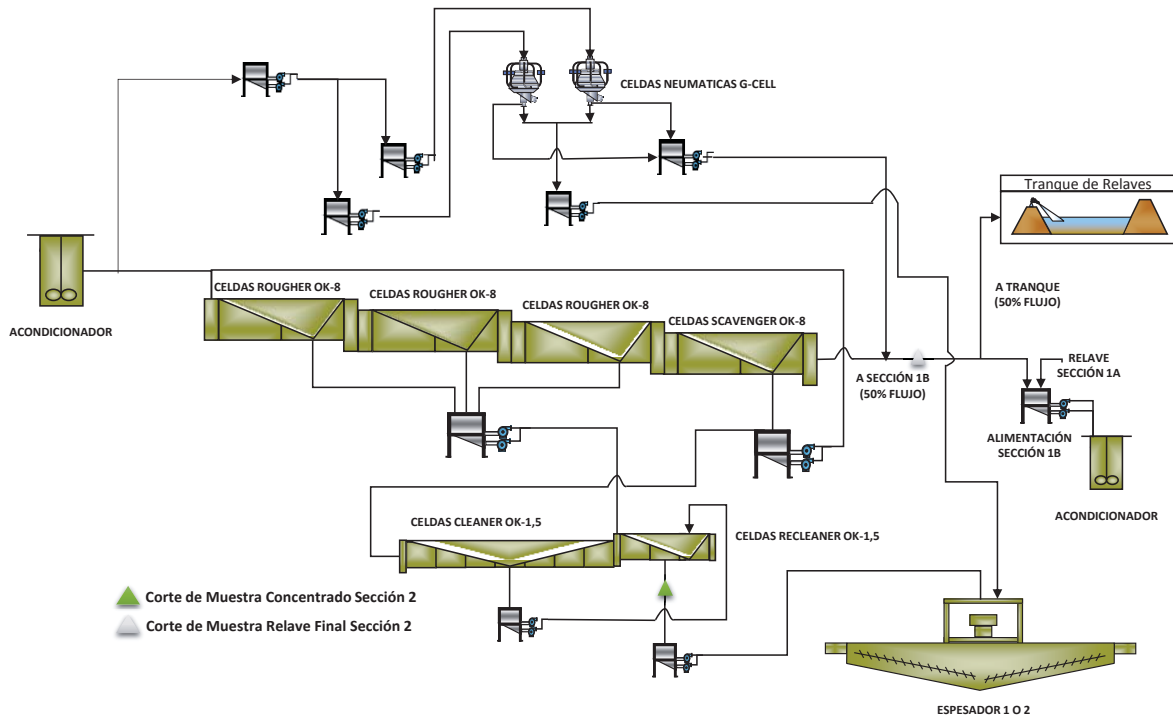 CELDAS NEUMATICAS G-CELL
Tranque de Relaves
A TRANQUE
(50% FLUJO)
ACONDICIONADOR
CELDAS ROUGHER OK-8
CELDAS ROUGHER OK-8
CELDAS ROUGHER OK-8
CELDAS SCAVENGER OK-8
A SECCIÓN 1B
(50% FLUJO)
RELAVE
SECCIÓN 1A
ALIMENTACIÓN
SECCIÓN 1B
ACONDICIONADOR
CELDAS CLEANER OK-1,5
CELDAS RECLEANER OK-1,5
Corte de Muestra Concentrado Sección 2
Corte de Muestra Relave Final Sección 2
ESPESADOR 1 O 2